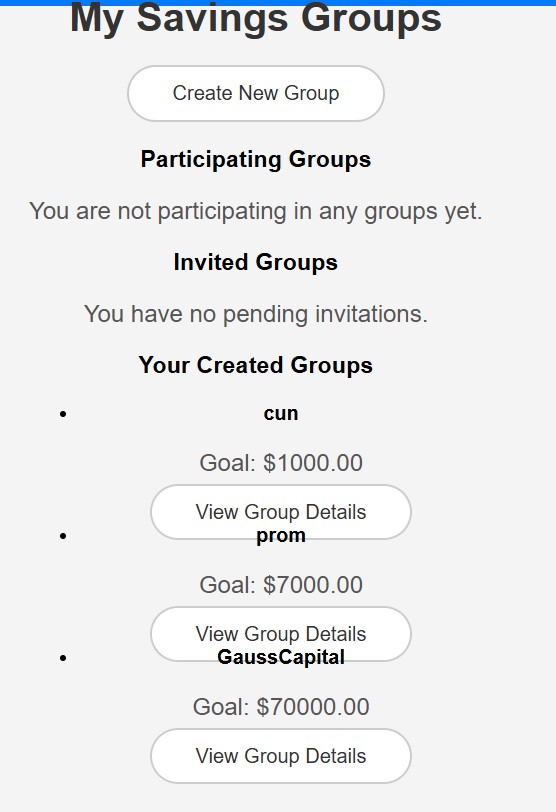 My Savings Groups
Create New Group
Participating Groups
You are not participating in any groups yet.
Invited Groups
You have no pending invitations.
Your Created Groups
cun
Goal: $1000.00
View Group Details
prom
Goal: $7000.00
View Group Details
GaussCapital
Goal: $70000.00
View Group Details